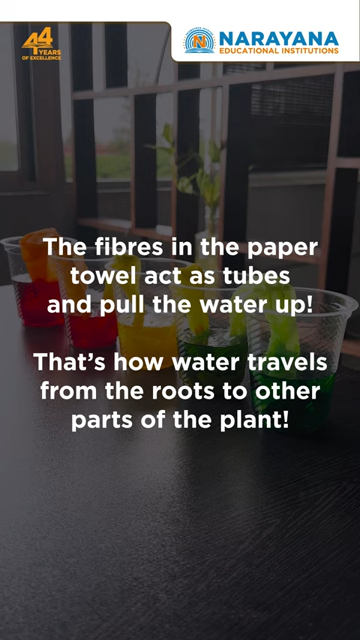 44
YEARS
OF EXCELLENCE
NARAYANA
EDUCATIONAL INSTITUTIONS
The fibres in the paper
towel act as tubes
and pull the water up!
That's how water travels
from the roots to other
parts of the plant!